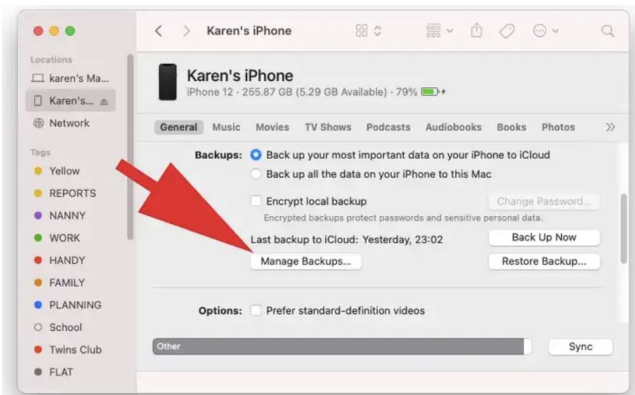 Karen's iPhone
Locations
karen's Ma...
Karen's...
Network
Tags
Yellow
REPORTS
NANNY
WORK
HANDY
FAMILY
PLANNING
School
Twins Club
FLAT
Karen's iPhone
iPhone 12 · 255.87 GB (5.29 GB Available) · 79%
General Music Movies TV Shows Podcasts Audiobooks Books Photos
Backups: Back up your most important data on your iPhone to iCloud
Back up all the data on your iPhone to this Mac
Encrypt local backup Change Password...
Encrypted backups protect passwords and sensitive personal data.
Last backup to iCloud: Yesterday, 23:02 Back Up Now
Manage Backups... Restore Backup...
Options: Prefer standard-definition videos
Other Sync